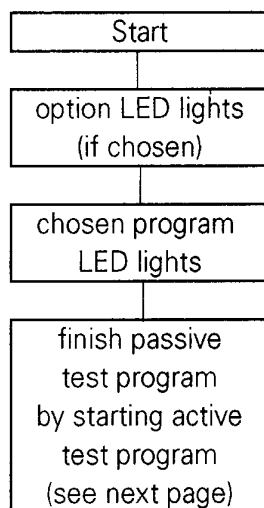 Start
option LED lights
(if chosen)
chosen program
LED lights
finish passive
test program
by starting active
test program
(see next page)